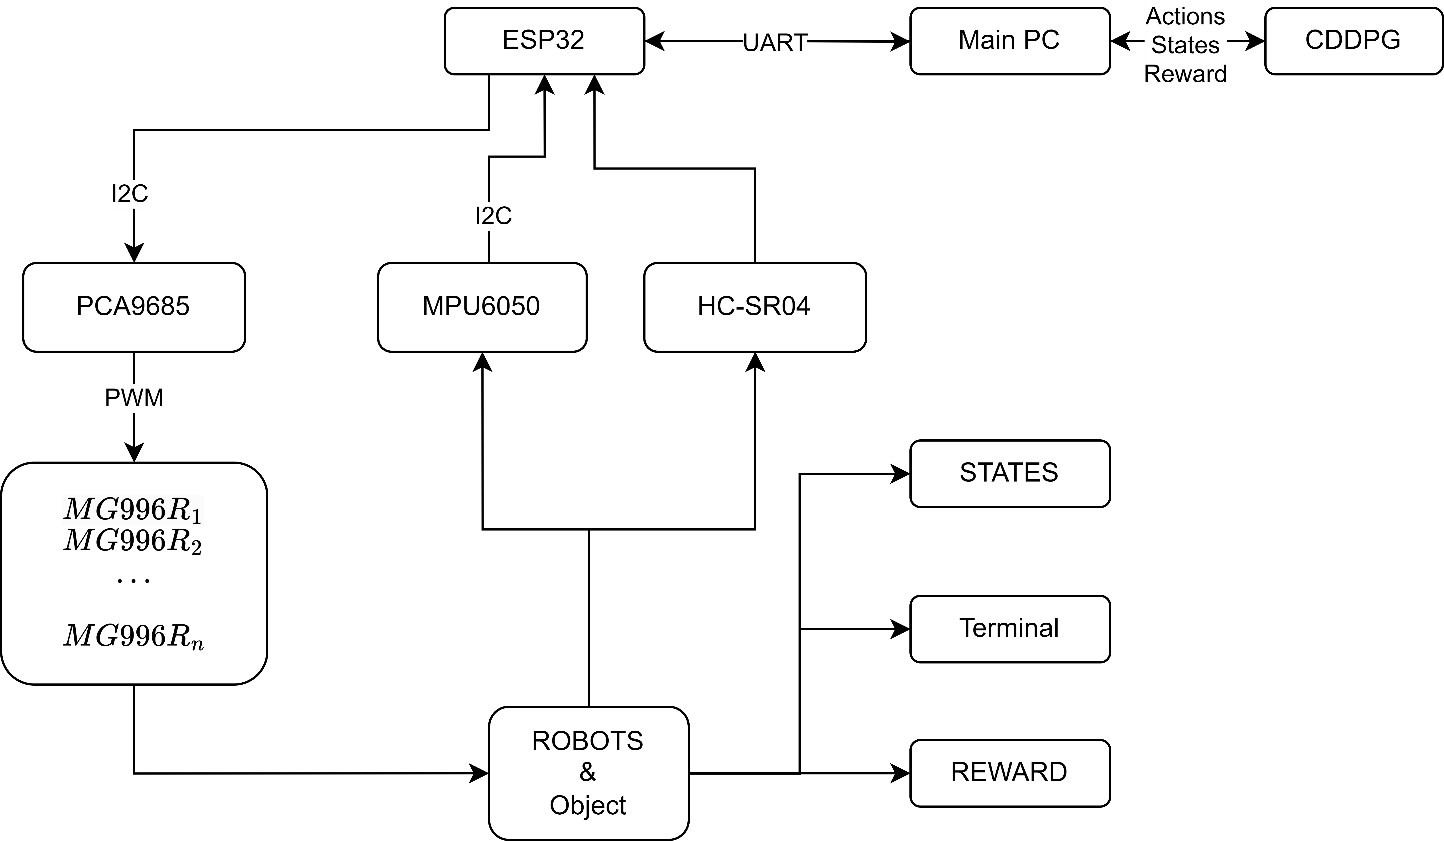 ESP32
UART
Main PC
Actions
States
Reward
CDDPG
I2C
I2C
PCA9685
MPU6050
HC-SR04
PWM
MG996R₁
MG996R₂
...
MG996Rₙ
STATES
Terminal
ROBOTS
&
Object
REWARD